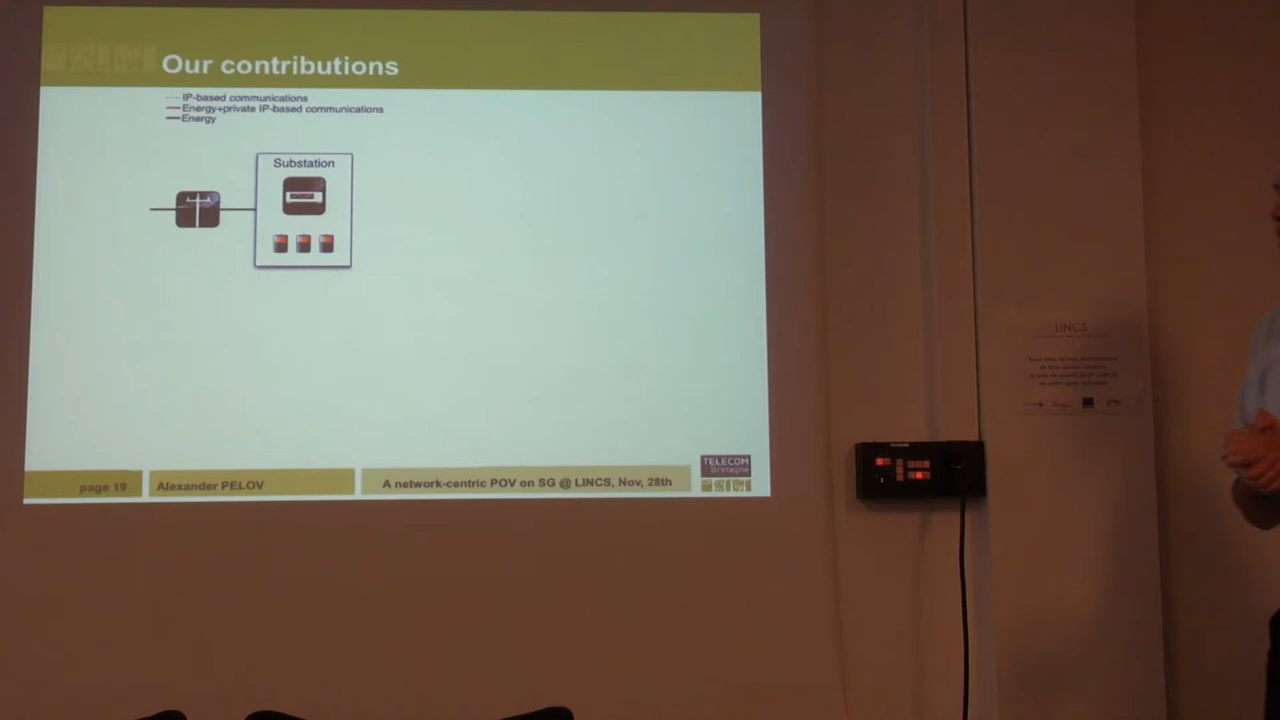 Our contributions
IP-based communications
Energy+private IP-based communications
Energy
Substation
page 19
Alexander PELOV
A network-centric POV on SG @ LINCS, Nov, 28th
TELECOM
Bretagne
LINCS